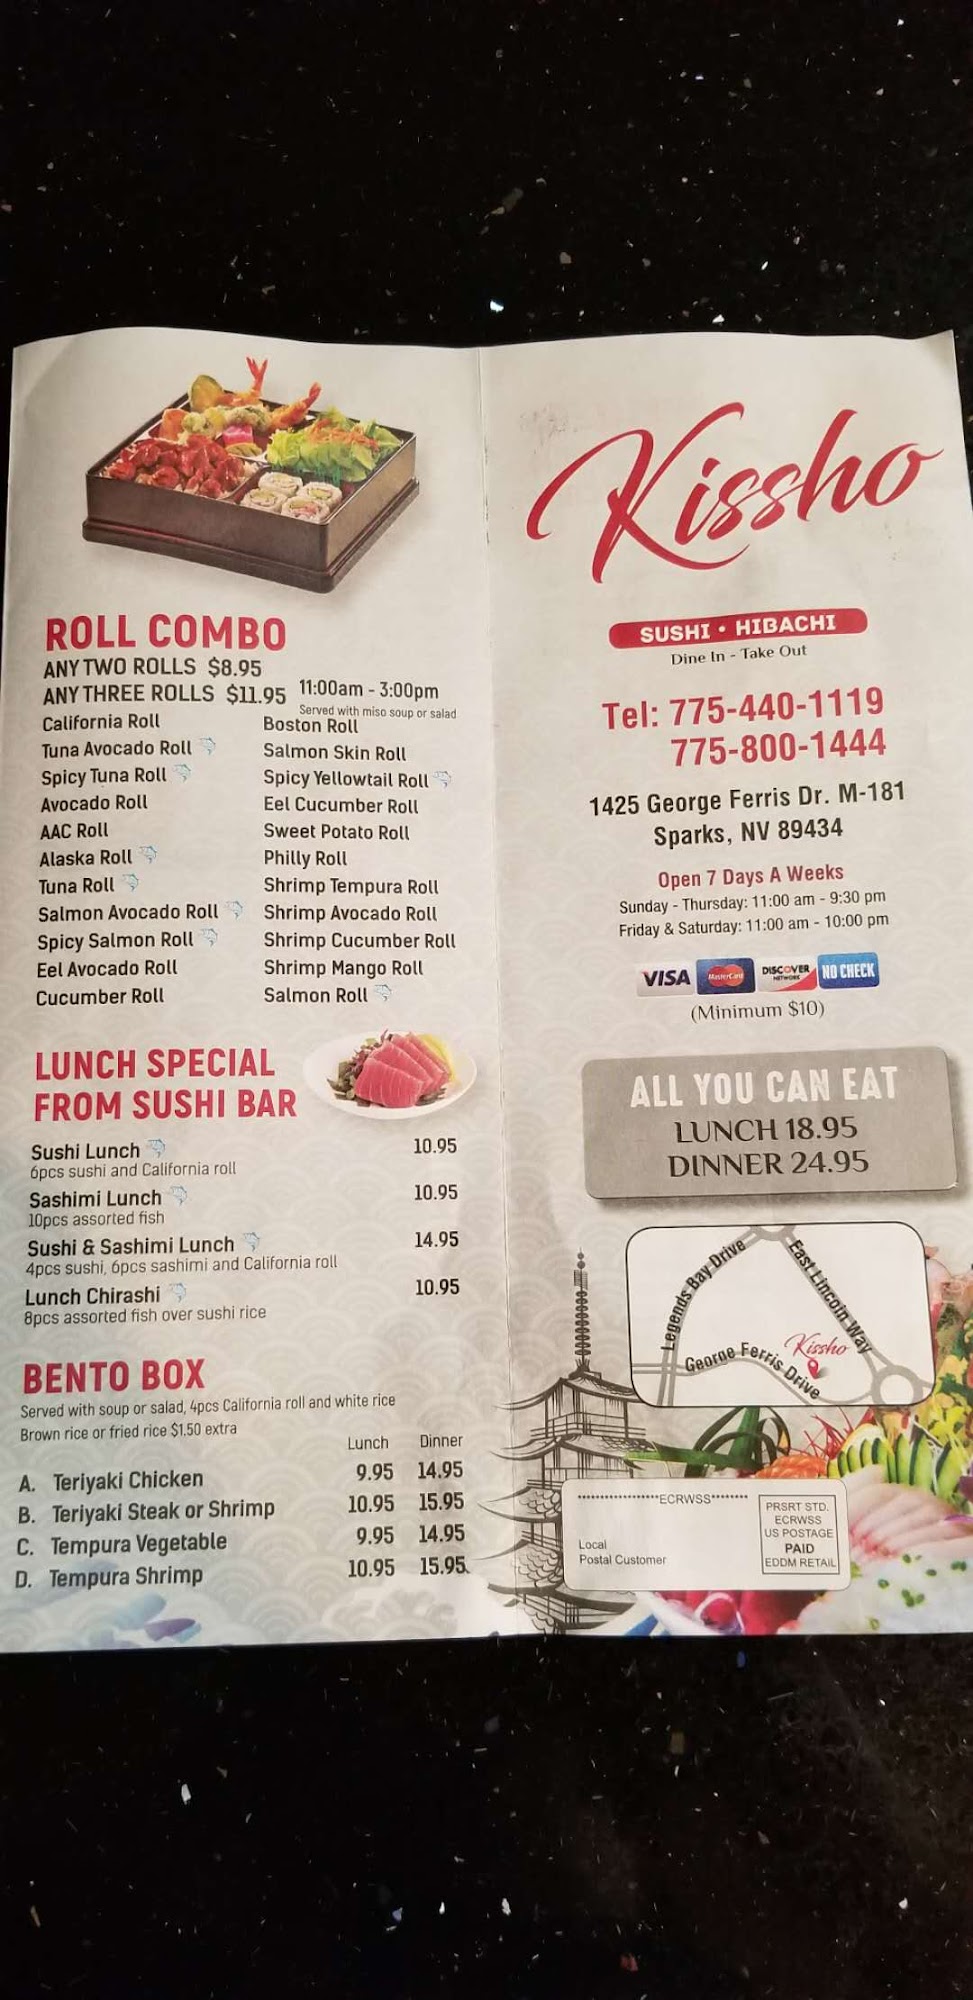 ROLL COMBO
ANY TWO ROLLS $8.95
ANY THREE ROLLS $11.95 11:00am - 3:00pm
Served with miso soup or salad
California Roll
Tuna Avocado Roll
Spicy Tuna Roll
Avocado Roll
AAC Roll
Alaska Roll
Tuna Roll
Salmon Avocado Roll
Spicy Salmon Roll
Eel Avocado Roll
Cucumber Roll
Boston Roll
Salmon Skin Roll
Spicy Yellowtail Roll
Eel Cucumber Roll
Sweet Potato Roll
Philly Roll
Shrimp Tempura Roll
Shrimp Avocado Roll
Shrimp Cucumber Roll
Shrimp Mango Roll
Salmon Roll
LUNCH SPECIAL
FROM SUSHI BAR
Sushi Lunch 10.95
6pcs sushi and California roll
Sashimi Lunch 10.95
10pcs assorted fish
Sushi & Sashimi Lunch 14.95
4pcs sushi, 6pcs sashimi and California roll
Lunch Chirashi 10.95
8pcs assorted fish over sushi rice
BENTO BOX
Served with soup or salad, 4pcs California roll and white rice
Brown rice or fried rice $1.50 extra
Lunch Dinner
A. Teriyaki Chicken 9.95 14.95
B. Teriyaki Steak or Shrimp 10.95 15.95
C. Tempura Vegetable 9.95 14.95
D. Tempura Shrimp 10.95 15.95
Kissho
SUSHI • HIBACHI
Dine In - Take Out
Tel: 775-440-1119
775-800-1444
1425 George Ferris Dr. M-181
Sparks, NV 89434
Open 7 Days A Weeks
Sunday - Thursday: 11:00 am - 9:30 pm
Friday & Saturday: 11:00 am - 10:00 pm
VISA MasterCard DISCOVER NETWORK NO CHECK
(Minimum $10)
ALL YOU CAN EAT
LUNCH 18.95
DINNER 24.95
Legends Bay Drive
East Lincoln Way
George Ferris Drive
Kissho
******************ECRWSS********
Local
Postal Customer
PRSRT STD.
ECRWSS
US POSTAGE
PAID
EDDM RETAIL